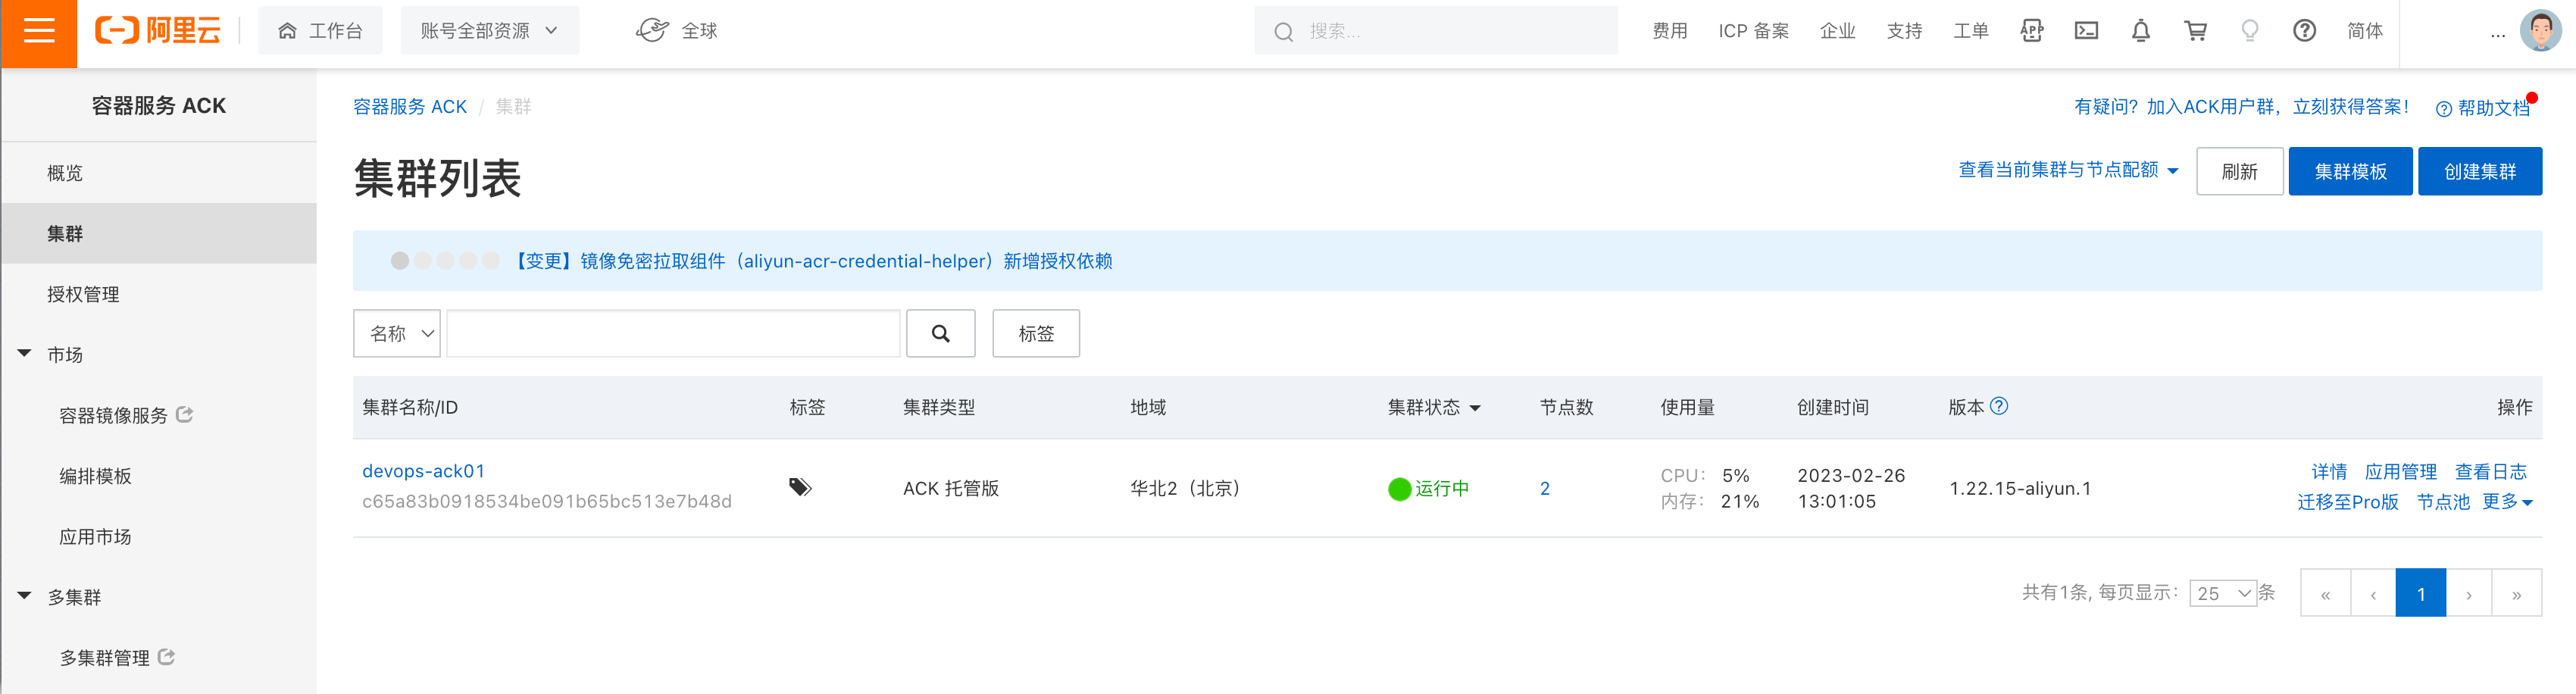 阿里云 工作台 账号全部资源 全球 搜索... 费用 ICP 备案 企业 支持 工单 APP 简体 ...
容器服务 ACK
概览
集群
授权管理
市场
容器镜像服务
编排模板
应用市场
多集群
多集群管理
容器服务 ACK / 集群
有疑问？加入ACK用户群，立刻获得答案！ 帮助文档
集群列表
查看当前集群与节点配额 刷新 集群模板 创建集群
【变更】镜像免密拉取组件（aliyun-acr-credential-helper）新增授权依赖
名称 标签
集群名称/ID 标签 集群类型 地域 集群状态 节点数 使用量 创建时间 版本 操作
devops-ack01
c65a83b0918534be091b65bc513e7b48d
ACK 托管版
华北2（北京）
运行中
2
CPU： 5%
内存： 21%
2023-02-26
13:01:05
1.22.15-aliyun.1
详情 应用管理 查看日志
迁移至Pro版 节点池 更多
共有1条, 每页显示： 25 条 « ‹ 1 › »